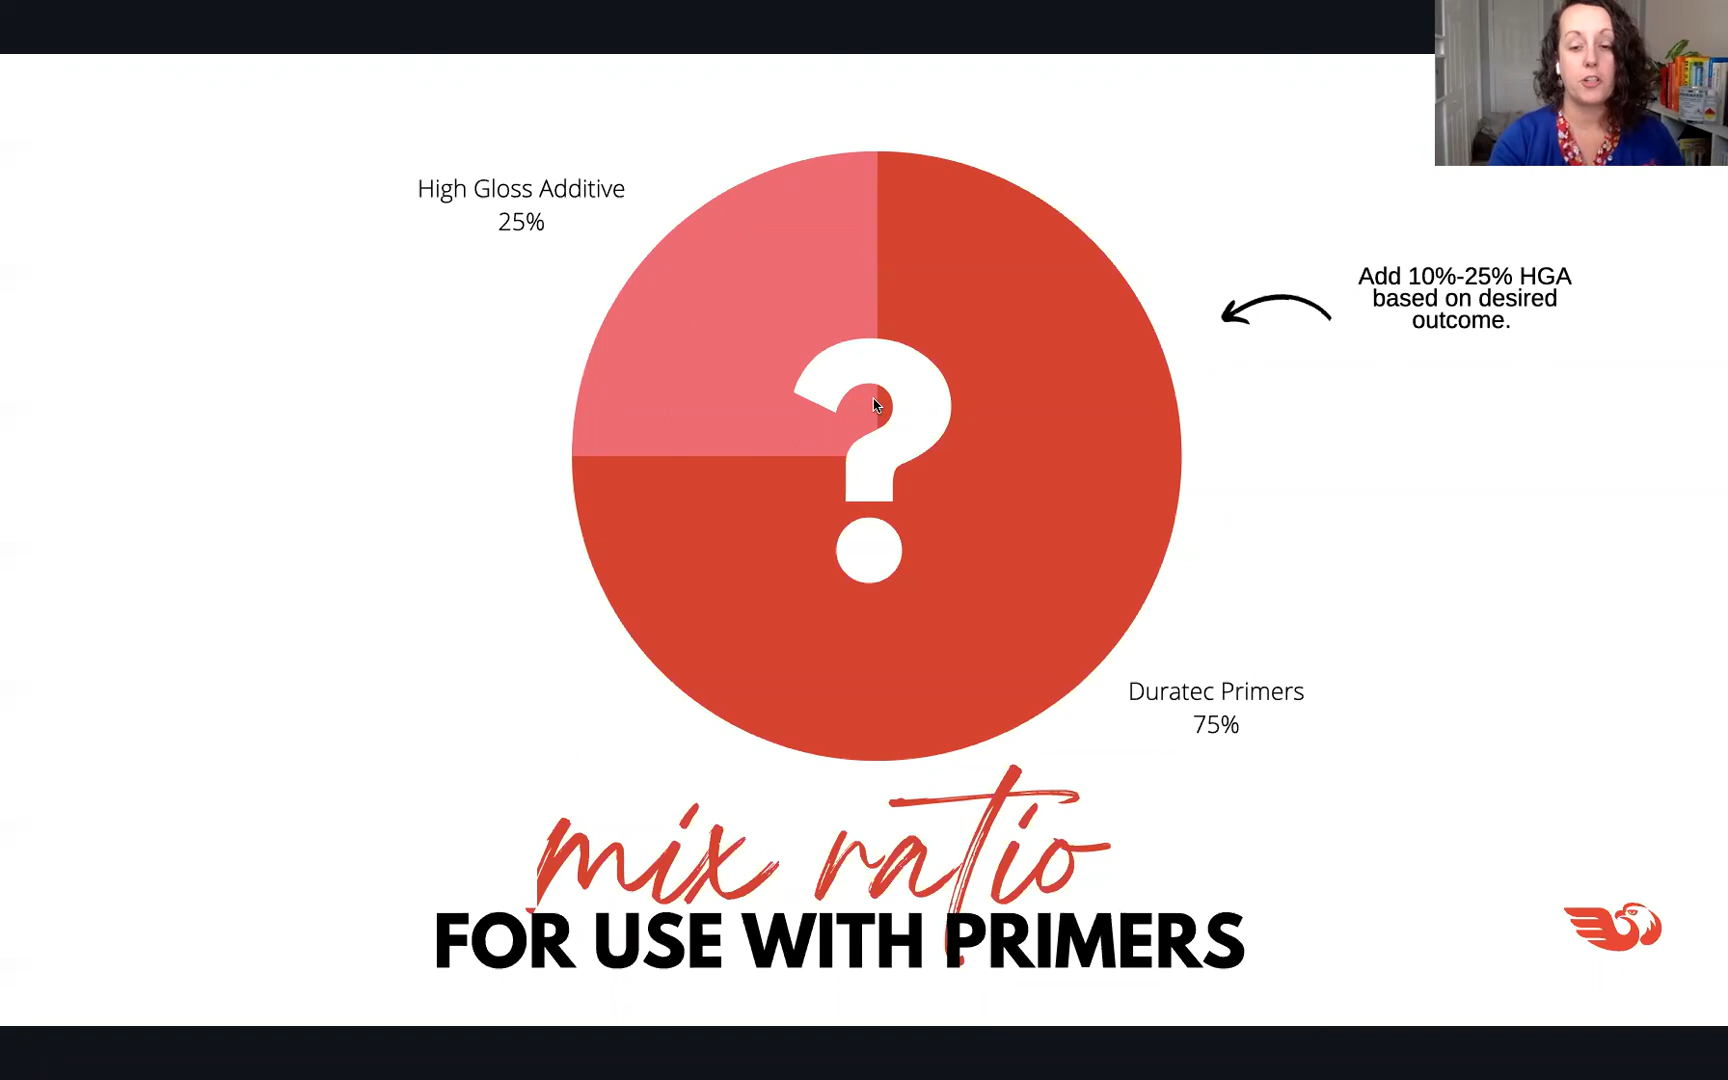 High Gloss Additive
25%
Add 10%-25% HGA
based on desired
outcome.
?
Duratec Primers
75%
mix ratio
FOR USE WITH PRIMERS